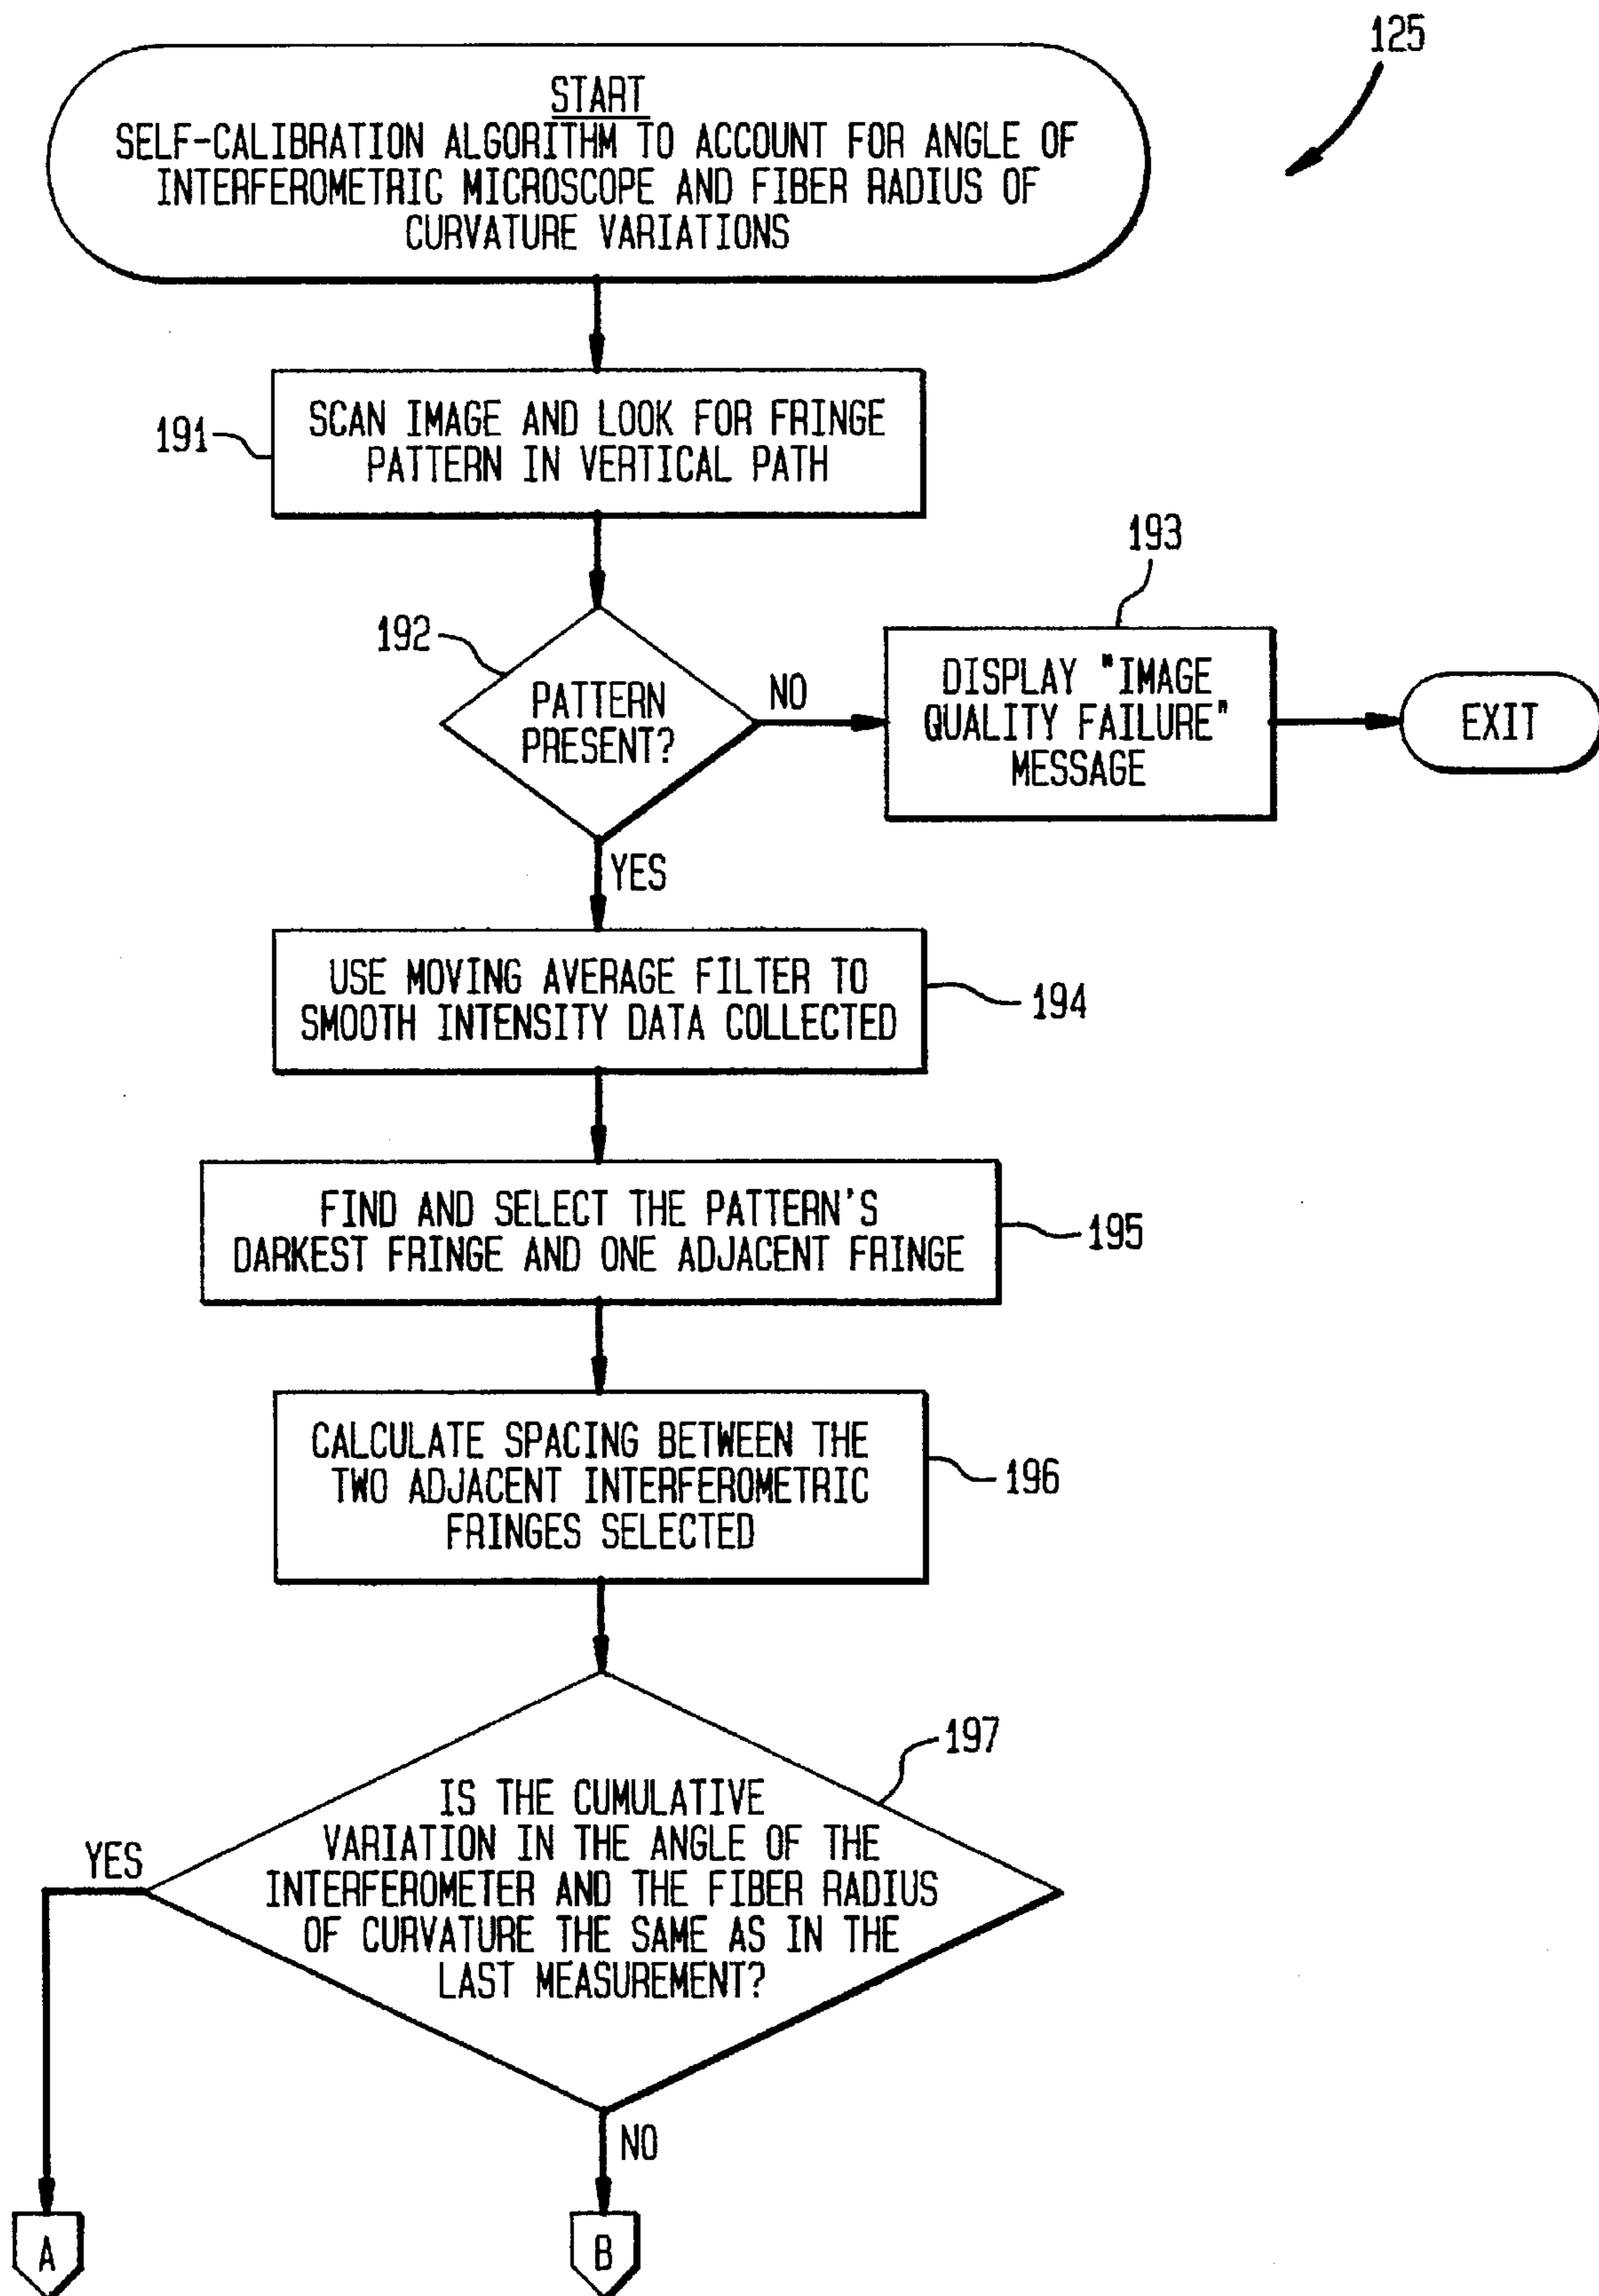 125
START
SELF-CALIBRATION ALGORITHM TO ACCOUNT FOR ANGLE OF
INTERFEROMETRIC MICROSCOPE AND FIBER RADIUS OF
CURVATURE VARIATIONS
191
SCAN IMAGE AND LOOK FOR FRINGE
PATTERN IN VERTICAL PATH
192
PATTERN
PRESENT?
NO
193
DISPLAY "IMAGE
QUALITY FAILURE"
MESSAGE
EXIT
YES
USE MOVING AVERAGE FILTER TO
SMOOTH INTENSITY DATA COLLECTED
194
FIND AND SELECT THE PATTERN'S
DARKEST FRINGE AND ONE ADJACENT FRINGE
195
CALCULATE SPACING BETWEEN THE
TWO ADJACENT INTERFEROMETRIC
FRINGES SELECTED
196
197
IS THE CUMULATIVE
VARIATION IN THE ANGLE OF THE
INTERFEROMETER AND THE FIBER RADIUS
OF CURVATURE THE SAME AS IN THE
LAST MEASUREMENT?
YES
NO
A
B